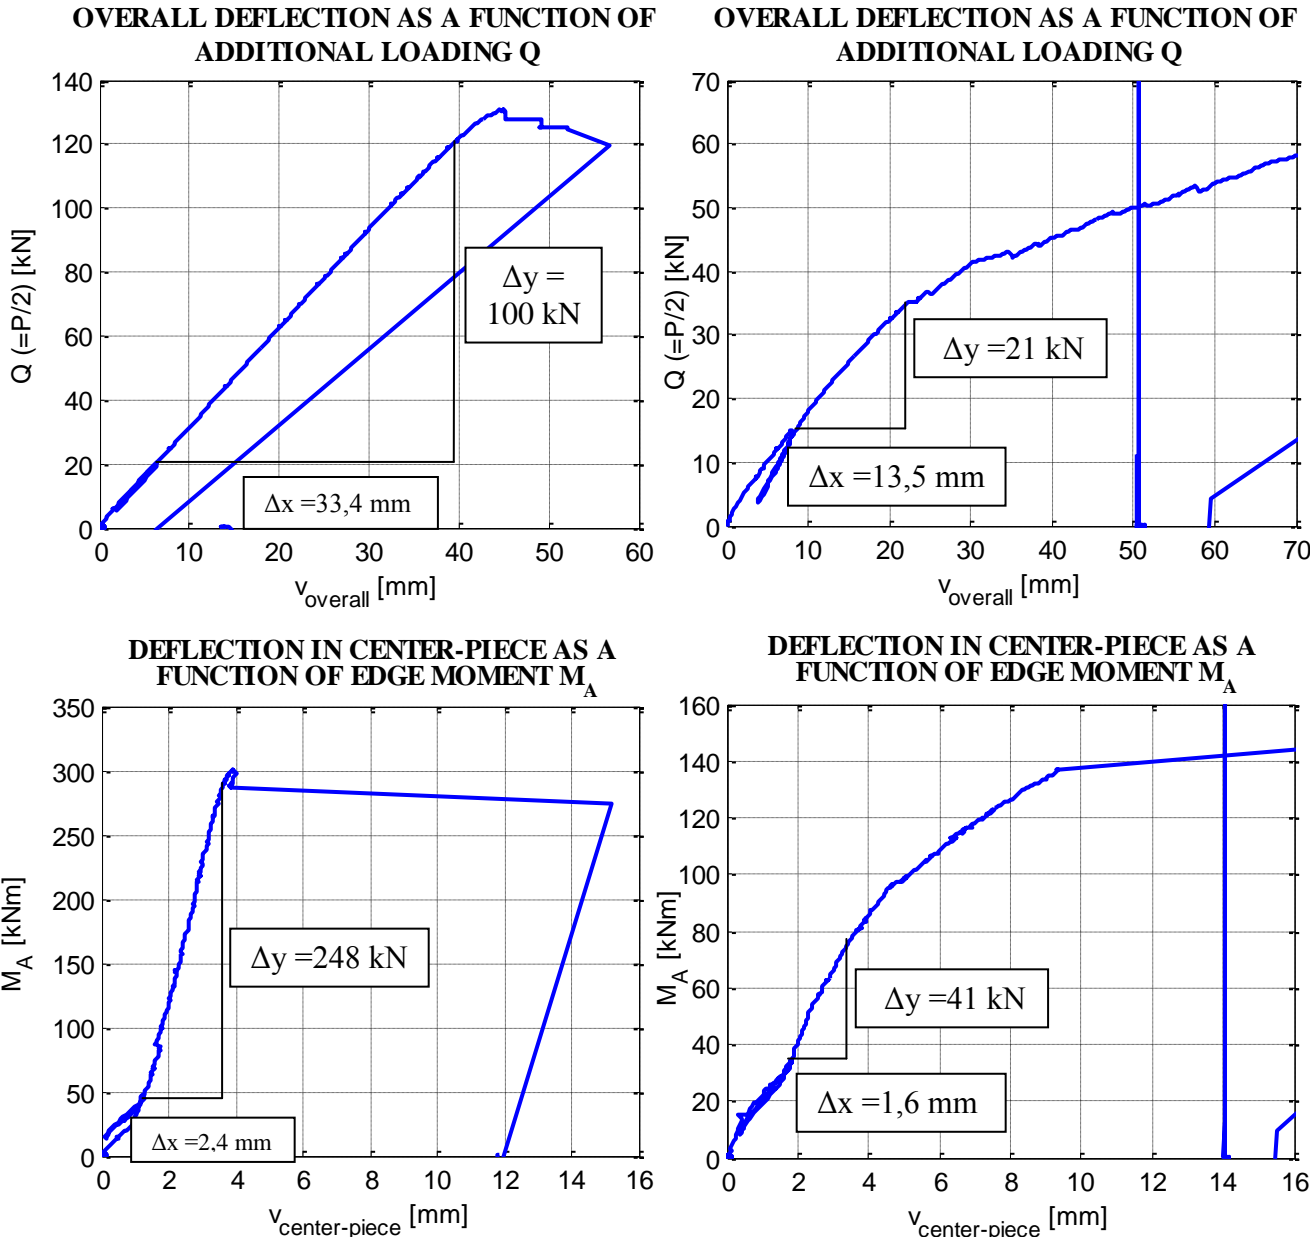 OVERALL DEFLECTION AS A FUNCTION OF
ADDITIONAL LOADING Q
140
120
100
80
60
40
20
0
Q (=P/2) [kN]
Δy =
100 kN
Δx =33,4 mm
0 10 20 30 40 50 60
v_overall [mm]
OVERALL DEFLECTION AS A FUNCTION OF
ADDITIONAL LOADING Q
70
60
50
40
30
20
10
0
Q (=P/2) [kN]
Δy =21 kN
Δx =13,5 mm
0 10 20 30 40 50 60 70
v_overall [mm]
DEFLECTION IN CENTER-PIECE AS A
FUNCTION OF EDGE MOMENT M_A
350
300
250
200
150
100
50
0
M_A [kNm]
Δy =248 kN
Δx =2,4 mm
0 2 4 6 8 10 12 14 16
v_center-piece [mm]
DEFLECTION IN CENTER-PIECE AS A
FUNCTION OF EDGE MOMENT M_A
160
140
120
100
80
60
40
20
0
M_A [kNm]
Δy =41 kN
Δx =1,6 mm
0 2 4 6 8 10 12 14 16
v_center-piece [mm]